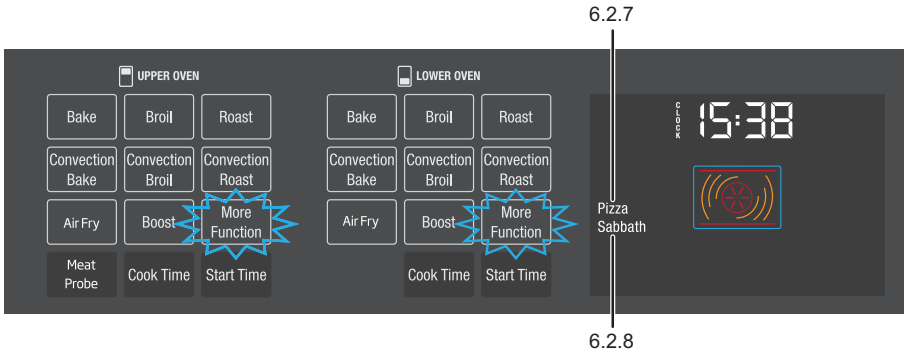 6.2.7
UPPER OVEN
LOWER OVEN
Bake
Broil
Roast
Bake
Broil
Roast
CLOCK
15:38
Convection
Bake
Convection
Broil
Convection
Roast
Convection
Bake
Convection
Broil
Convection
Roast
Air Fry
Boost
More
Function
Air Fry
Boost
More
Function
Pizza
Sabbath
Meat
Probe
Cook Time
Start Time
Cook Time
Start Time
6.2.8